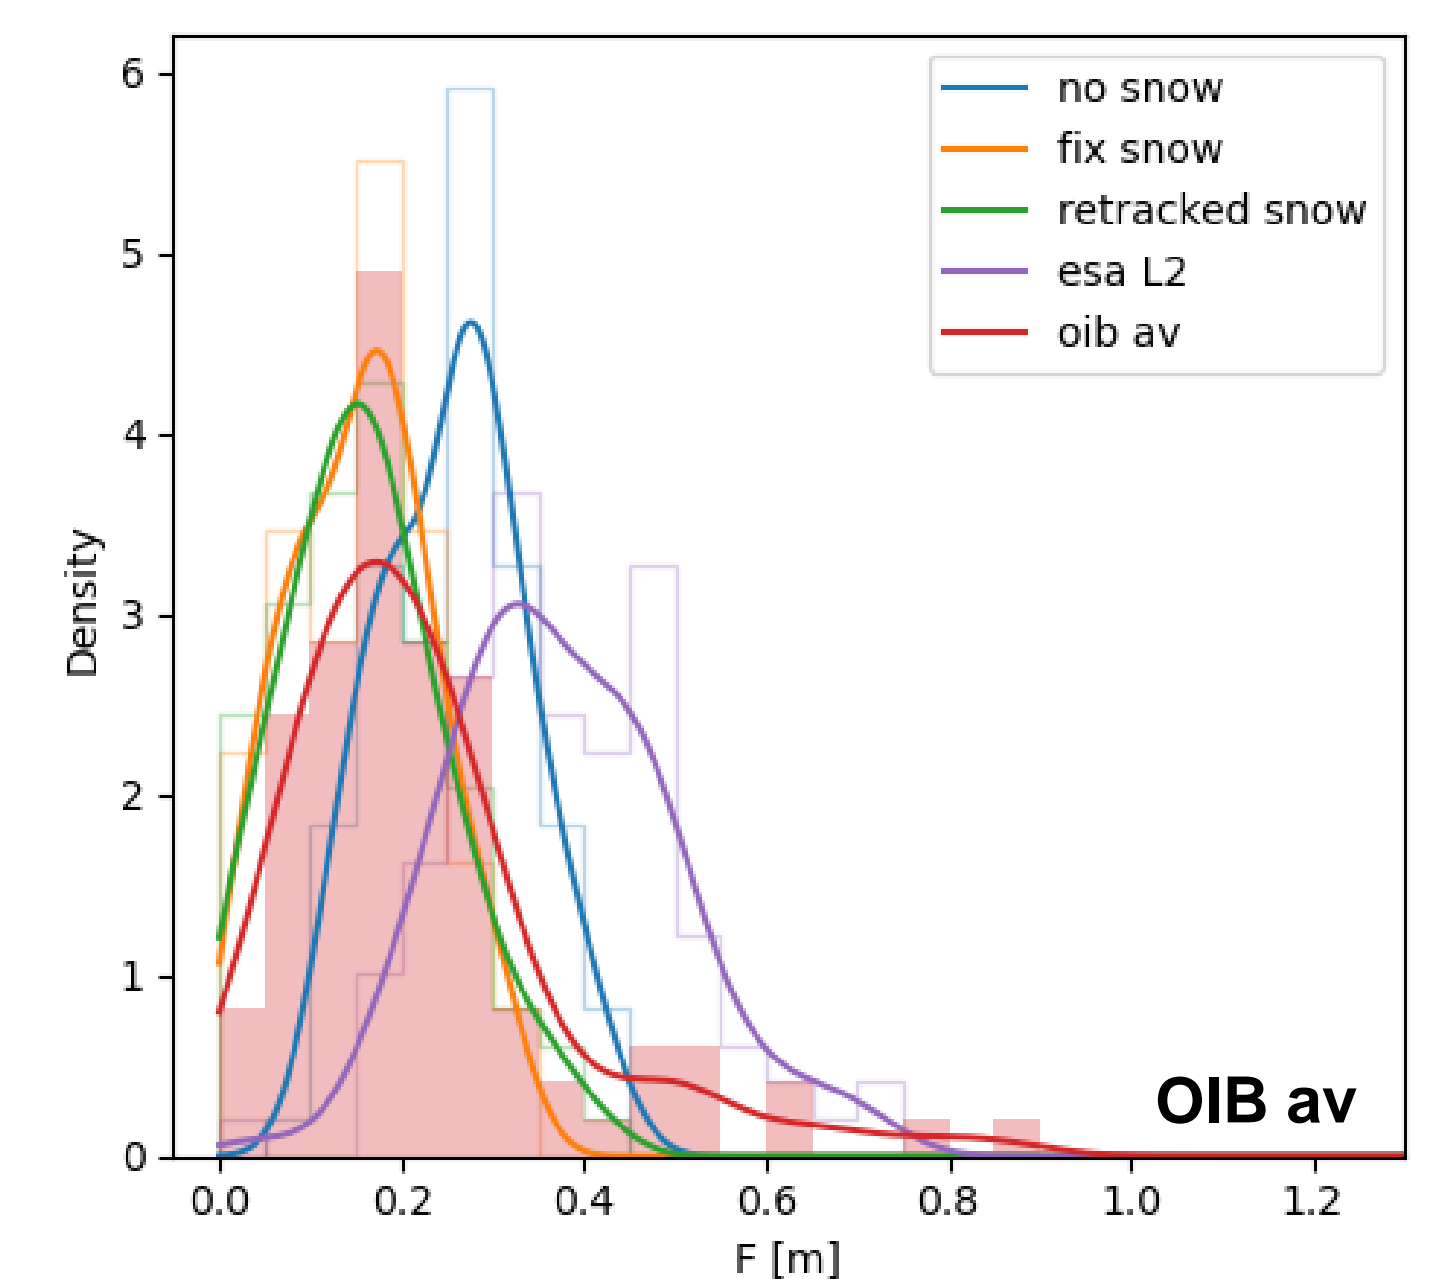 6
5
4
3
2
1
0
Density
no snow
fix snow
retracked snow
esa L2
oib av
OIB av
0.0 0.2 0.4 0.6 0.8 1.0 1.2
F [m]